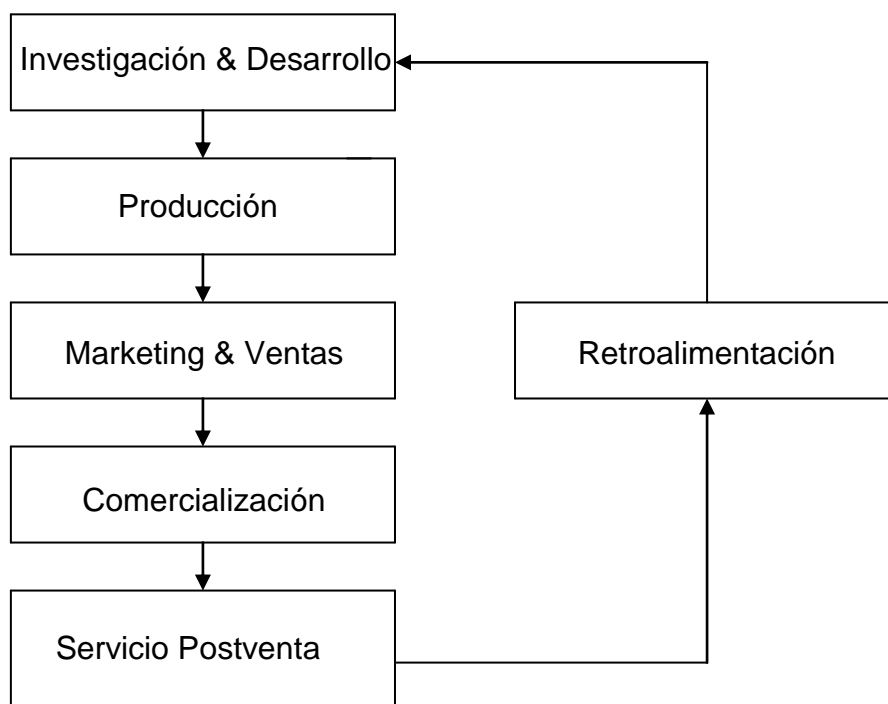 Investigación & Desarrollo
Producción
Marketing & Ventas
Retroalimentación
Comercialización
Servicio Postventa